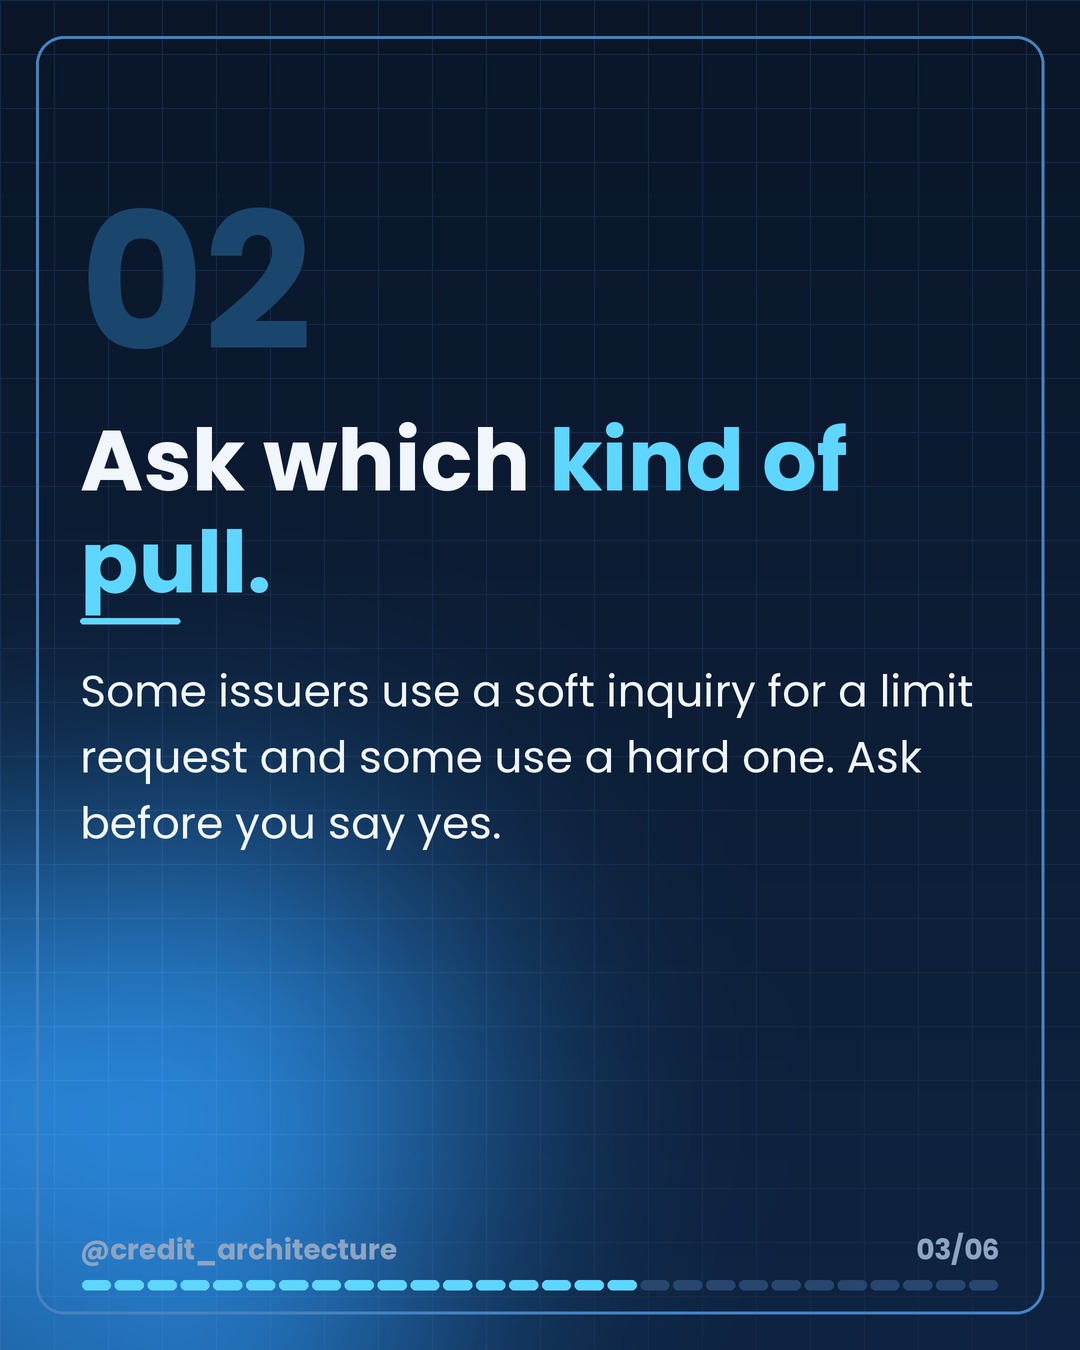 02
Ask which kind of
pull.
Some issuers use a soft inquiry for a limit
request and some use a hard one. Ask
before you say yes.
@credit_architecture
03/06